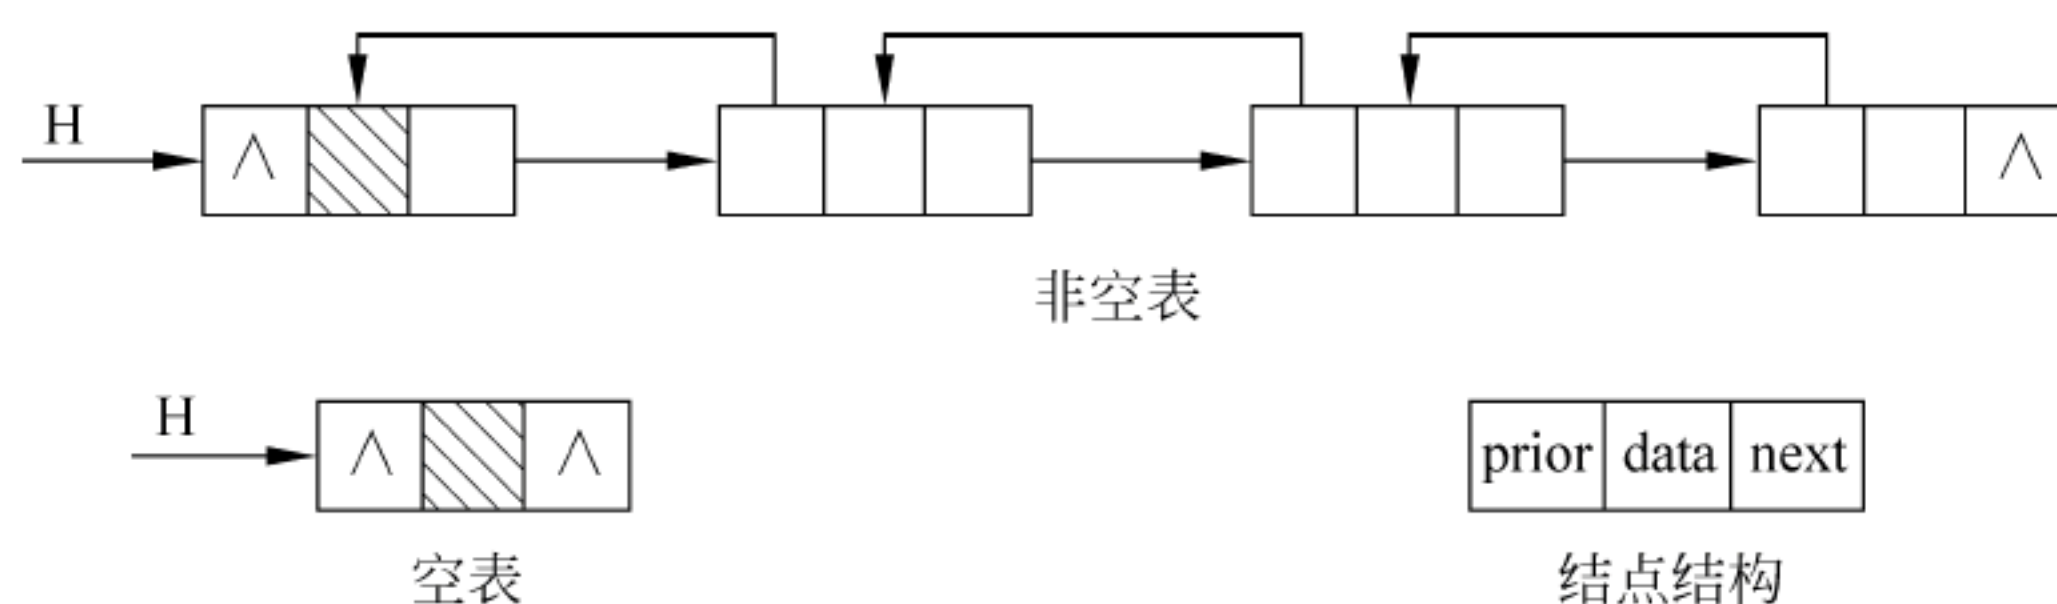 H
∧
∧
非空表
H
∧ ∧
prior data next
空表
结点结构